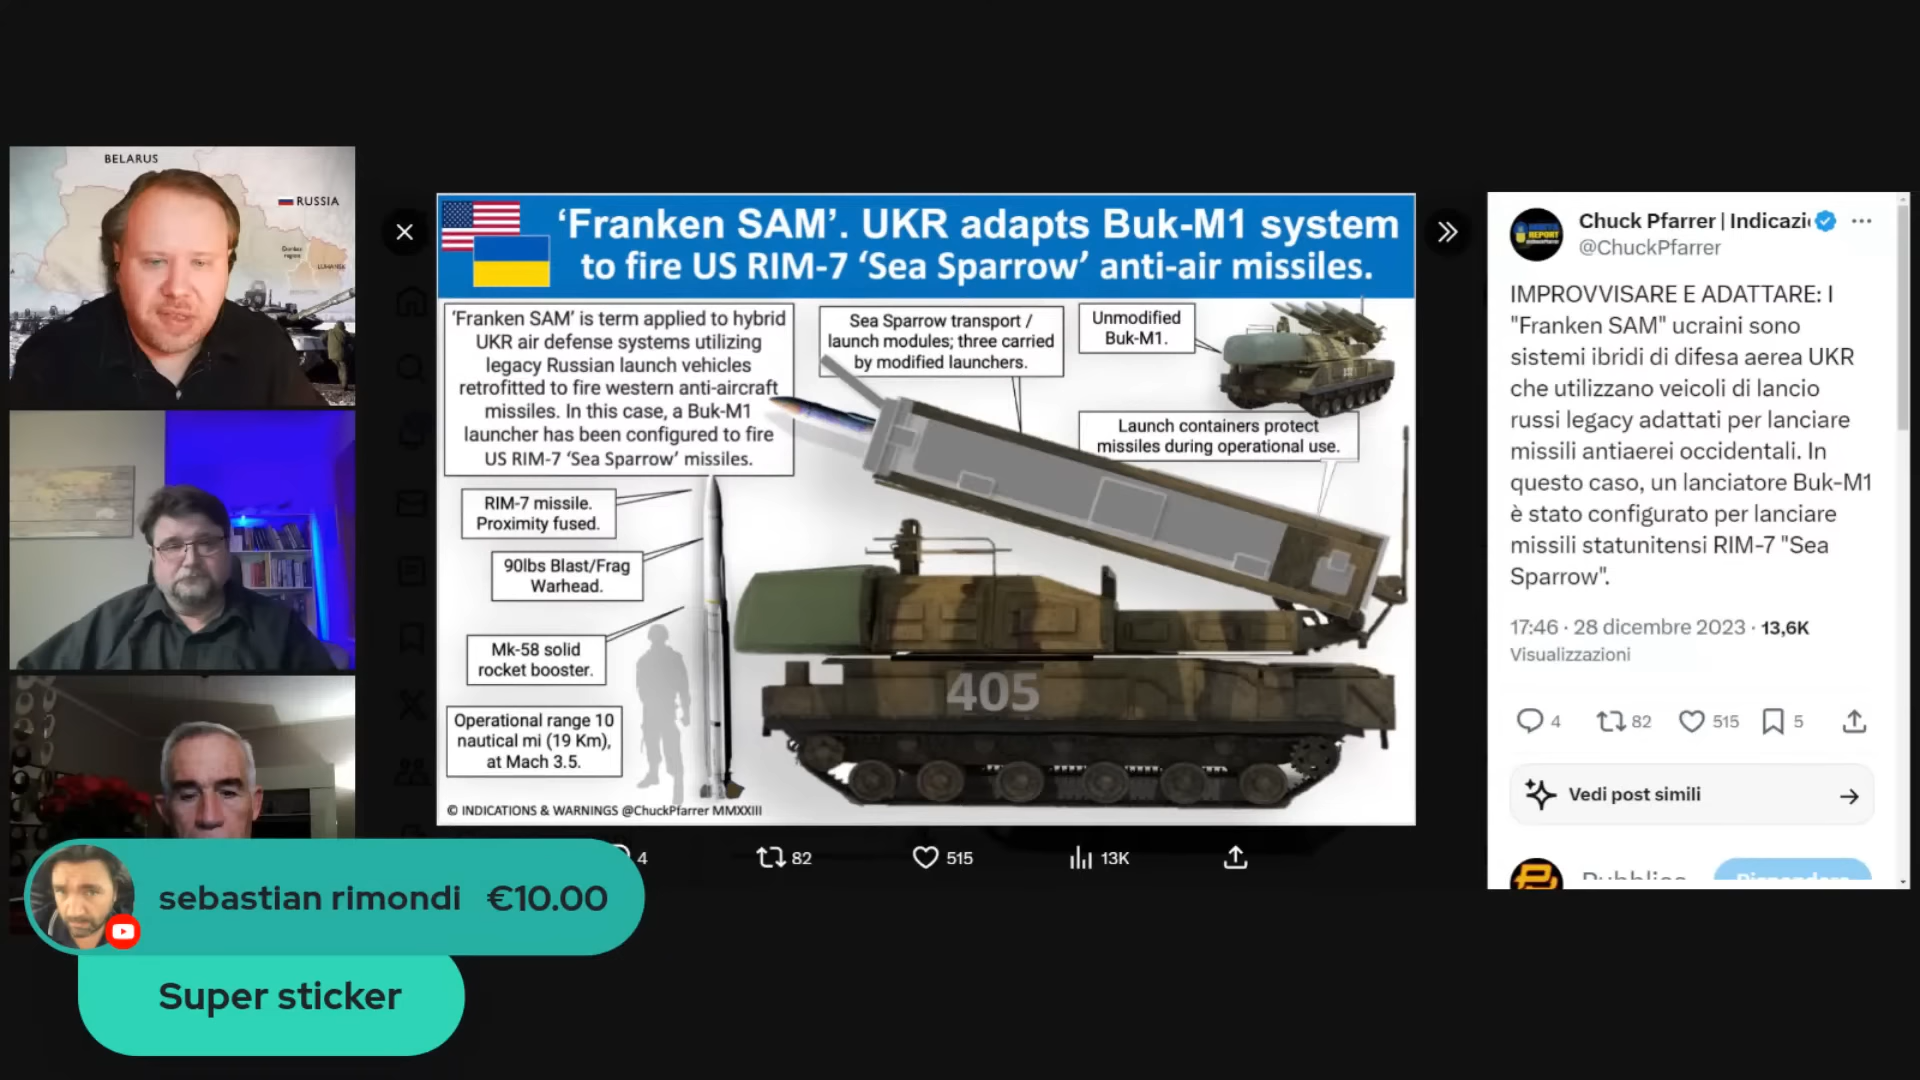 BELARUS
RUSSIA
Donbas
region
LUHANSK
‘Franken SAM’. UKR adapts Buk-M1 system
to fire US RIM-7 ‘Sea Sparrow’ anti-air missiles.
‘Franken SAM’ is term applied to hybrid
UKR air defense systems utilizing
legacy Russian launch vehicles
retrofitted to fire western anti-aircraft
missiles. In this case, a Buk-M1
launcher has been configured to fire
US RIM-7 ‘Sea Sparrow’ missiles.
Sea Sparrow transport /
launch modules; three carried
by modified launchers.
Unmodified
Buk-M1.
Launch containers protect
missiles during operational use.
RIM-7 missile.
Proximity fused.
90lbs Blast/Frag
Warhead.
Mk-58 solid
rocket booster.
Operational range 10
nautical mi (19 Km),
at Mach 3.5.
405
© INDICATIONS & WARNINGS @ChuckPfarrer MMXXIII
4
82
515
13K
Chuck Pfarrer | Indicazi
@ChuckPfarrer
IMPROVVISARE E ADATTARE: I
"Franken SAM" ucraini sono
sistemi ibridi di difesa aerea UKR
che utilizzano veicoli di lancio
russi legacy adattati per lanciare
missili antiaerei occidentali. In
questo caso, un lanciatore Buk-M1
è stato configurato per lanciare
missili statunitensi RIM-7 "Sea
Sparrow".
17:46 · 28 dicembre 2023 · 13,6K
Visualizzazioni
4
82
515
5
Vedi post simili
sebastian rimondi €10.00
Super sticker